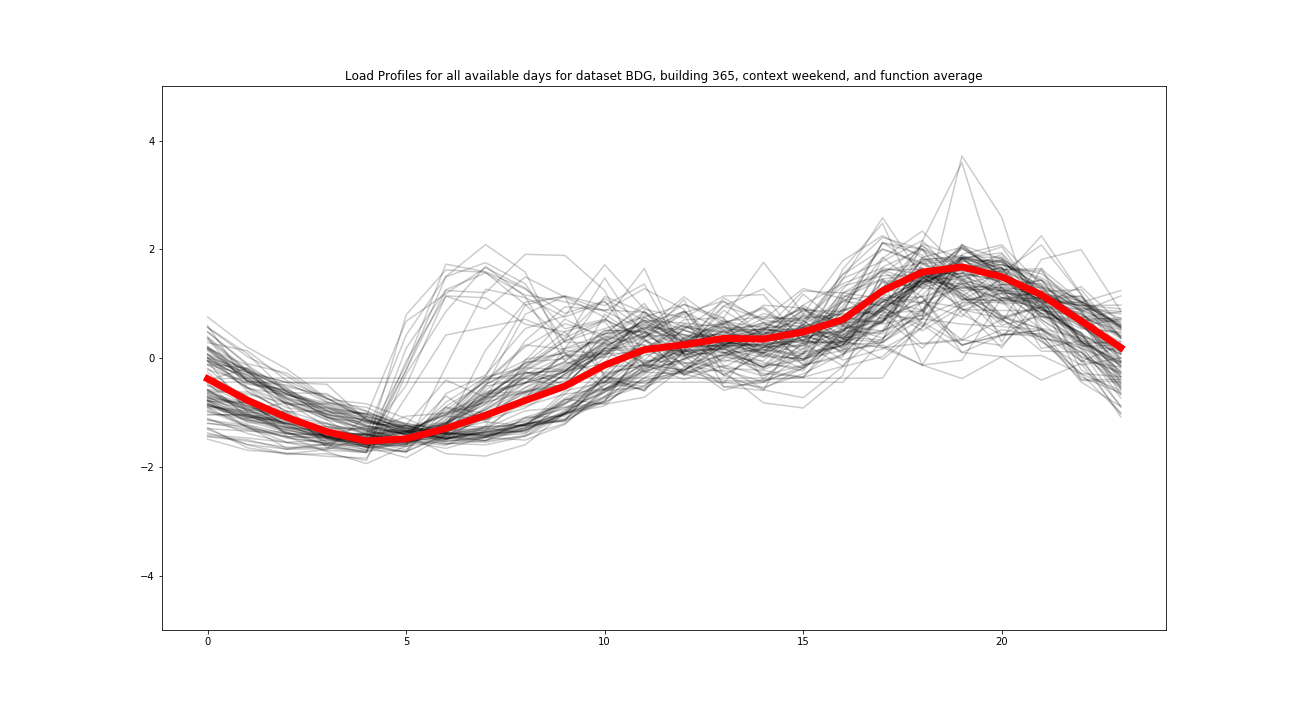 Load Profiles for all available days for dataset BDG, building 365, context weekend, and function average
4
2
0
−2
−4
0 5 10 15 20